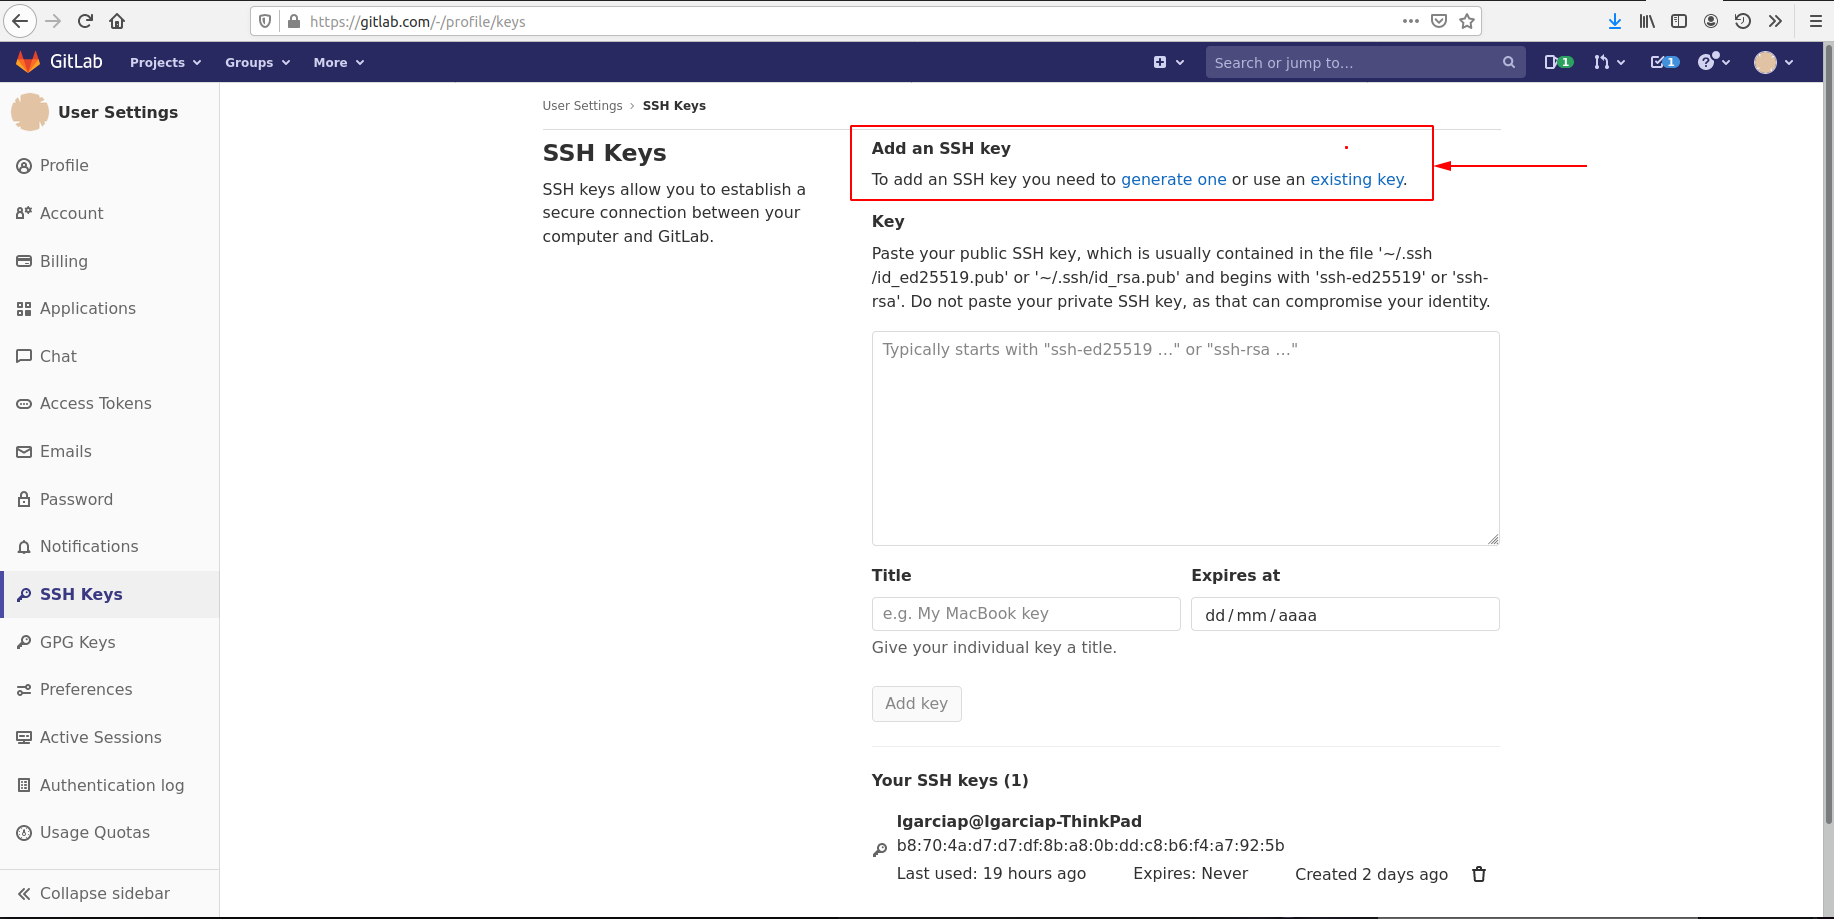 https://gitlab.com/-/profile/keys
GitLab Projects Groups More Search or jump to... 1 1
User Settings
Profile
Account
Billing
Applications
Chat
Access Tokens
Emails
Password
Notifications
SSH Keys
GPG Keys
Preferences
Active Sessions
Authentication log
Usage Quotas
Collapse sidebar
User Settings › SSH Keys
SSH Keys
SSH keys allow you to establish a
secure connection between your
computer and GitLab.
Add an SSH key
To add an SSH key you need to generate one or use an existing key.
Key
Paste your public SSH key, which is usually contained in the file '~/.ssh
/id_ed25519.pub' or '~/.ssh/id_rsa.pub' and begins with 'ssh-ed25519' or 'ssh-
rsa'. Do not paste your private SSH key, as that can compromise your identity.
Typically starts with "ssh-ed25519 ..." or "ssh-rsa ..."
Title Expires at
e.g. My MacBook key dd/mm/aaaa
Give your individual key a title.
Add key
Your SSH keys (1)
lgarciap@lgarciap-ThinkPad
b8:70:4a:d7:d7:df:8b:a8:0b:dd:c8:b6:f4:a7:92:5b
Last used: 19 hours ago Expires: Never Created 2 days ago